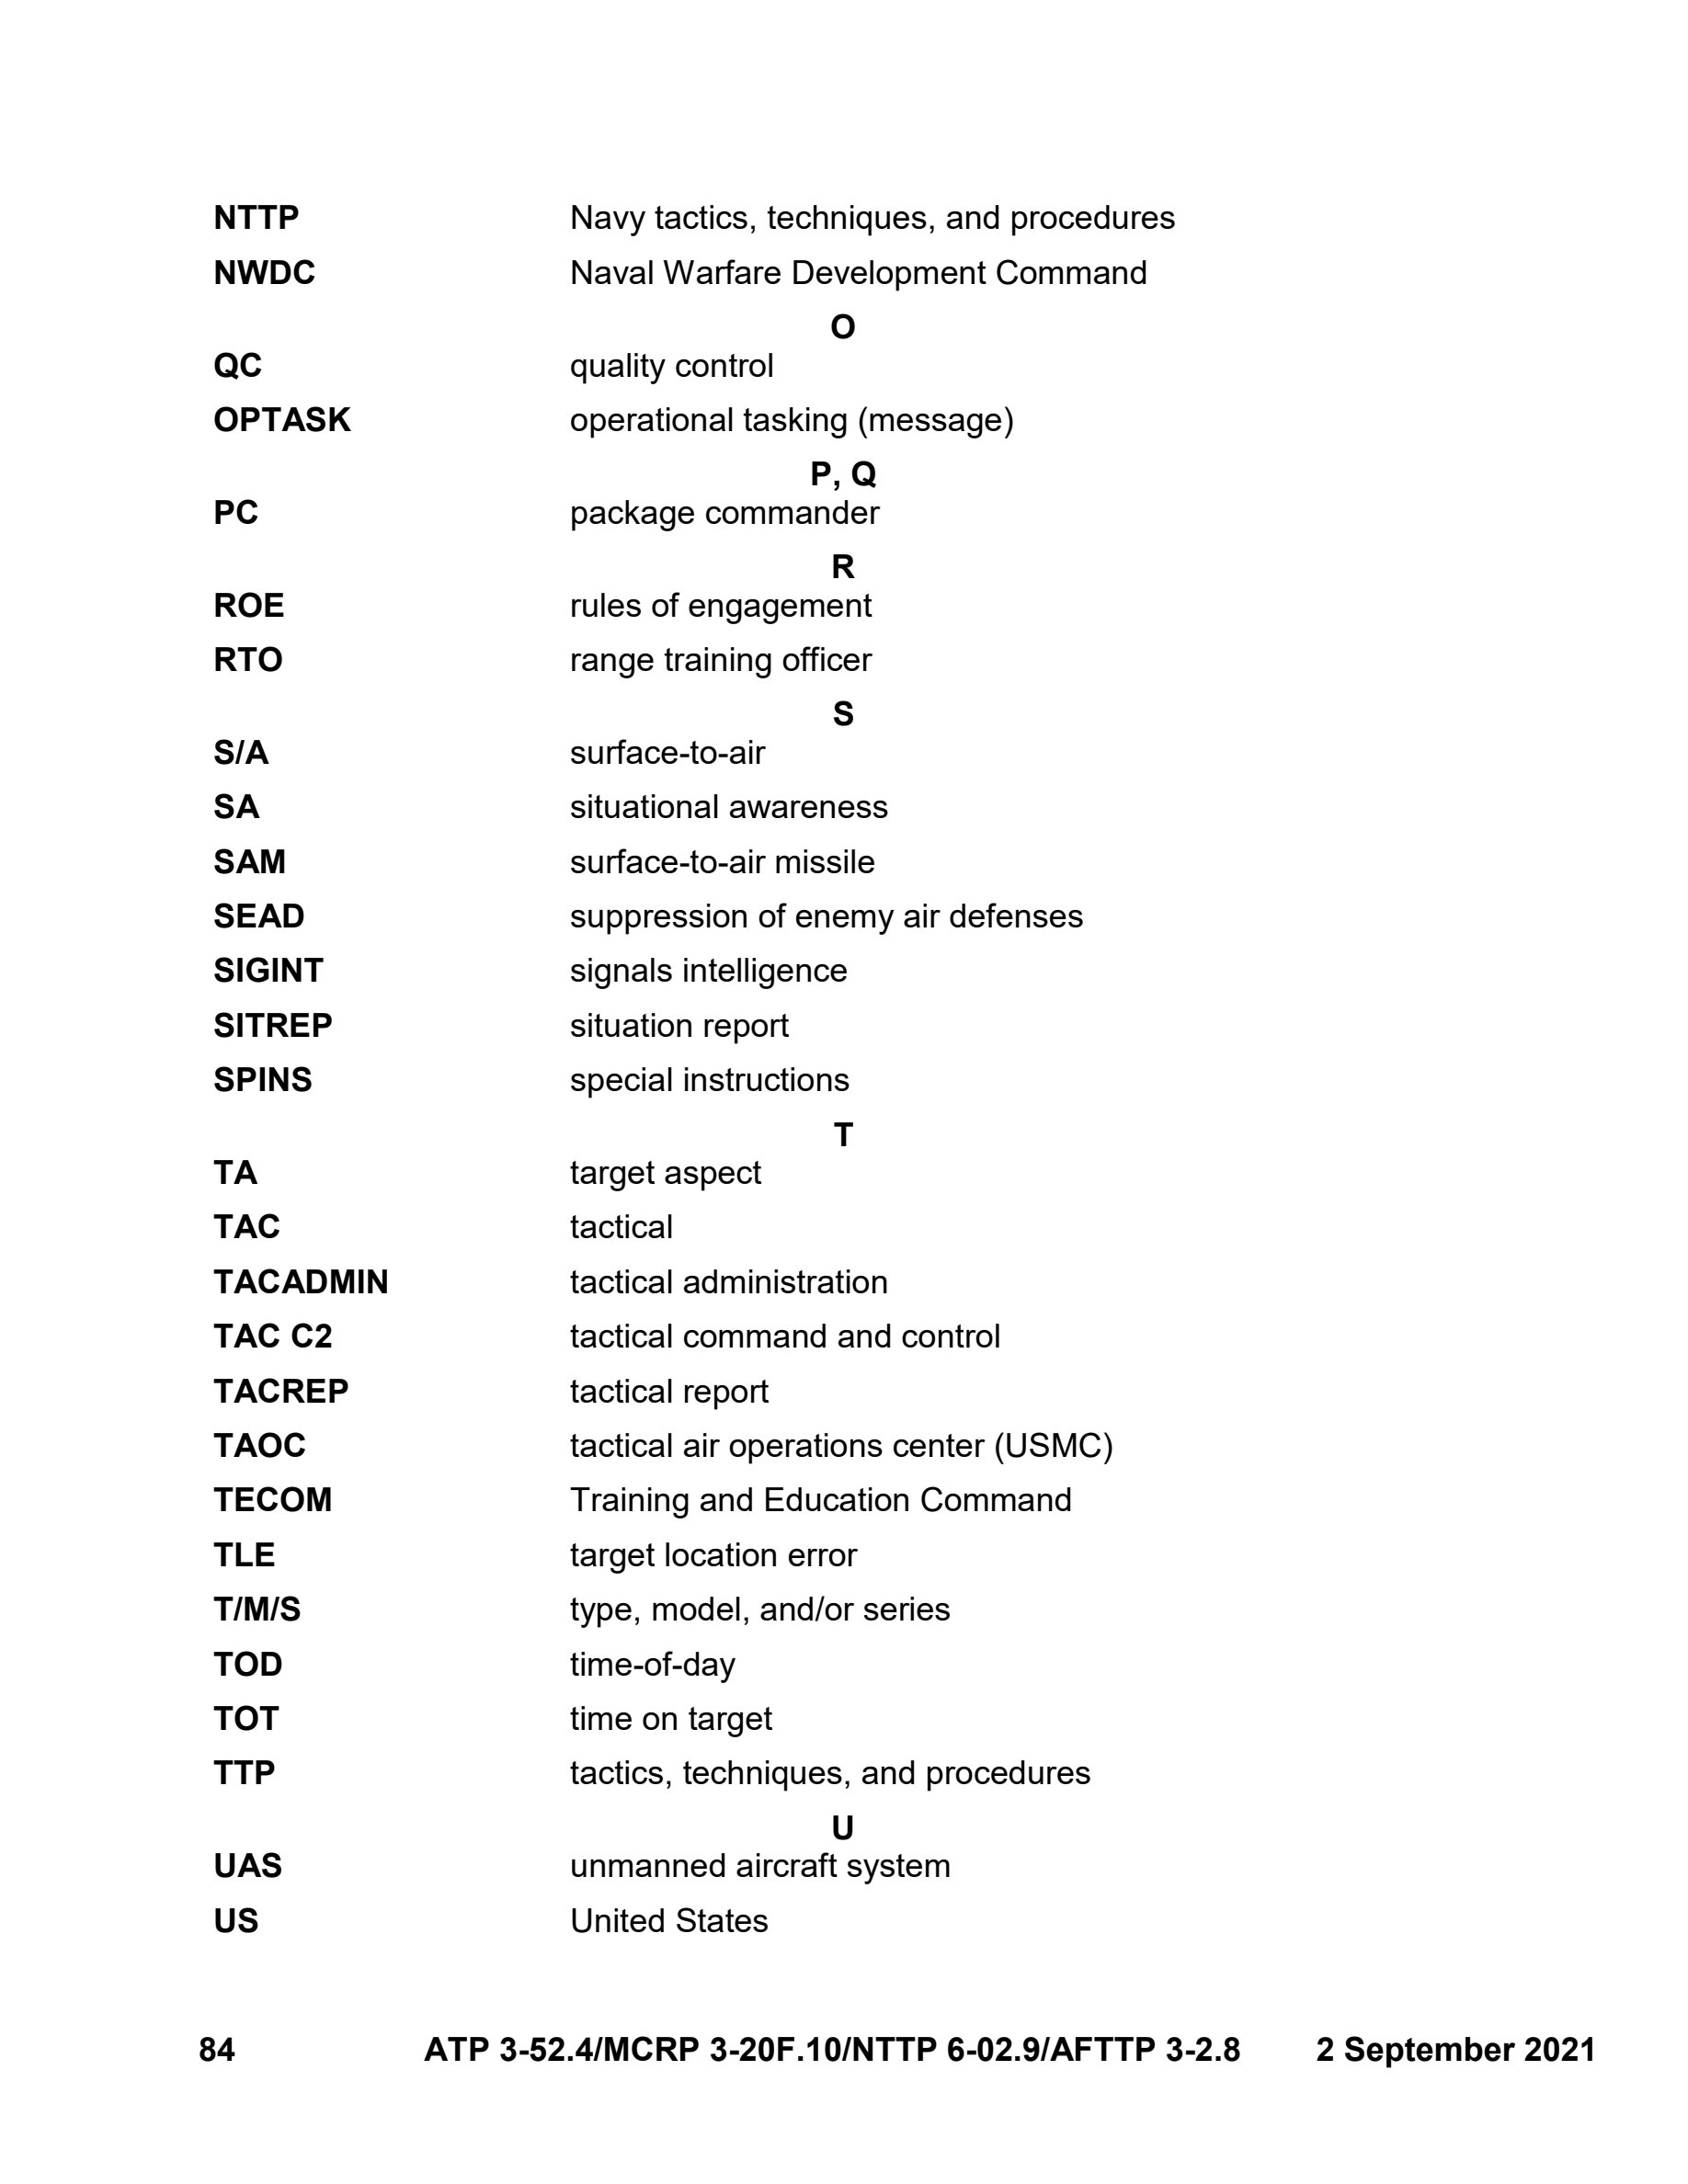 NTTP Navy tactics, techniques, and procedures
NWDC Naval Warfare Development Command
O
QC quality control
OPTASK operational tasking (message)
P, Q
PC package commander
R
ROE rules of engagement
RTO range training officer
S
S/A surface-to-air
SA situational awareness
SAM surface-to-air missile
SEAD suppression of enemy air defenses
SIGINT signals intelligence
SITREP situation report
SPINS special instructions
T
TA target aspect
TAC tactical
TACADMIN tactical administration
TAC C2 tactical command and control
TACREP tactical report
TAOC tactical air operations center (USMC)
TECOM Training and Education Command
TLE target location error
T/M/S type, model, and/or series
TOD time-of-day
TOT time on target
TTP tactics, techniques, and procedures
U
UAS unmanned aircraft system
US United States
84 ATP 3-52.4/MCRP 3-20F.10/NTTP 6-02.9/AFTTP 3-2.8 2 September 2021